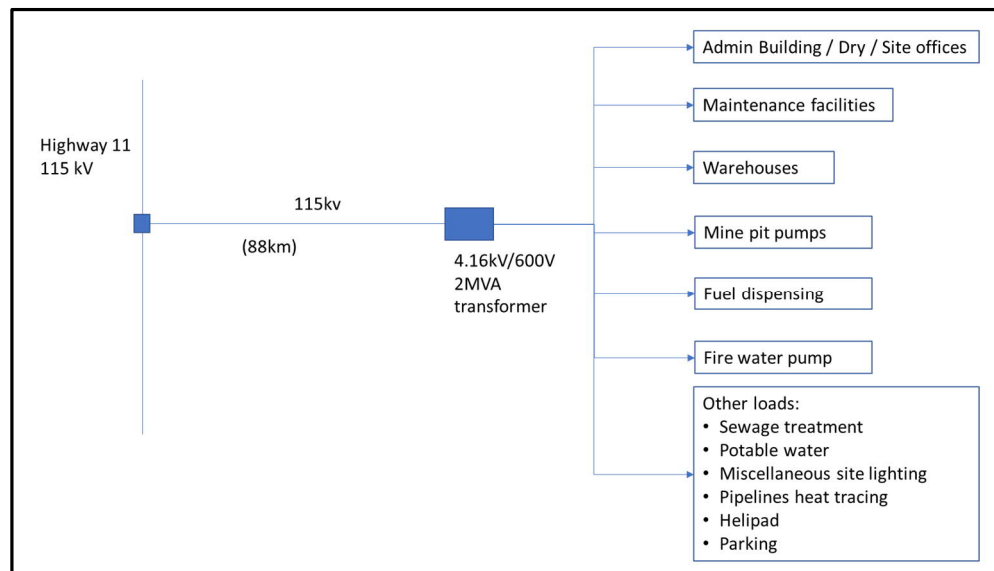 Highway 11
115 kV
115kv
(88km)
4.16kV/600V
2MVA
transformer
Admin Building / Dry / Site offices
Maintenance facilities
Warehouses
Mine pit pumps
Fuel dispensing
Fire water pump
Other loads:
• Sewage treatment
• Potable water
• Miscellaneous site lighting
• Pipelines heat tracing
• Helipad
• Parking